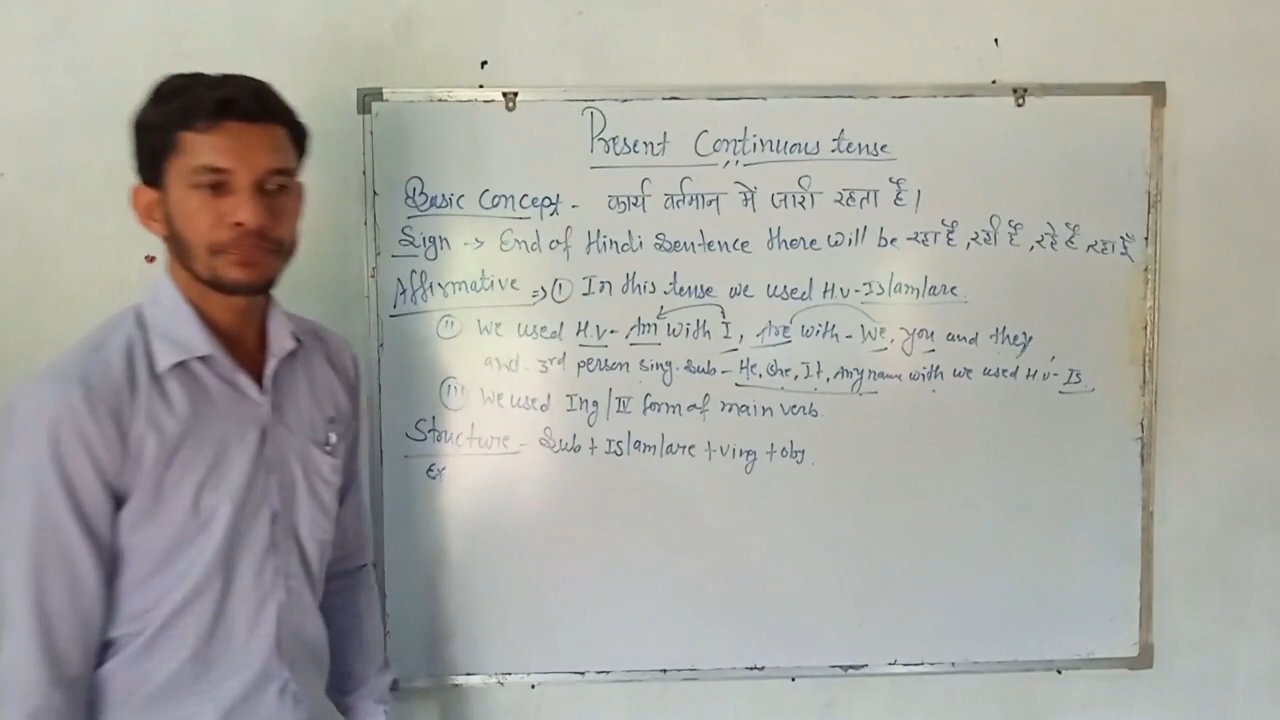 Present Continuous tense
Basic Concept - कार्य वर्तमान में जारी रहता है।
Sign -> End of Hindi Sentence there will be रहा है, रही है, रहे हैं, रहा हूँ
Affirmative => (I) In this tense we used H.v - Is/am/are.
(II) We used H.V - Am with I, Are with - We, you and they
and 3rd person sing. sub - He, She, It, Any name with we used H.v - Is.
(III) We used Ing/IV form of main verb.
Structure - Sub + Is/am/are + Ving + obj.
Ex